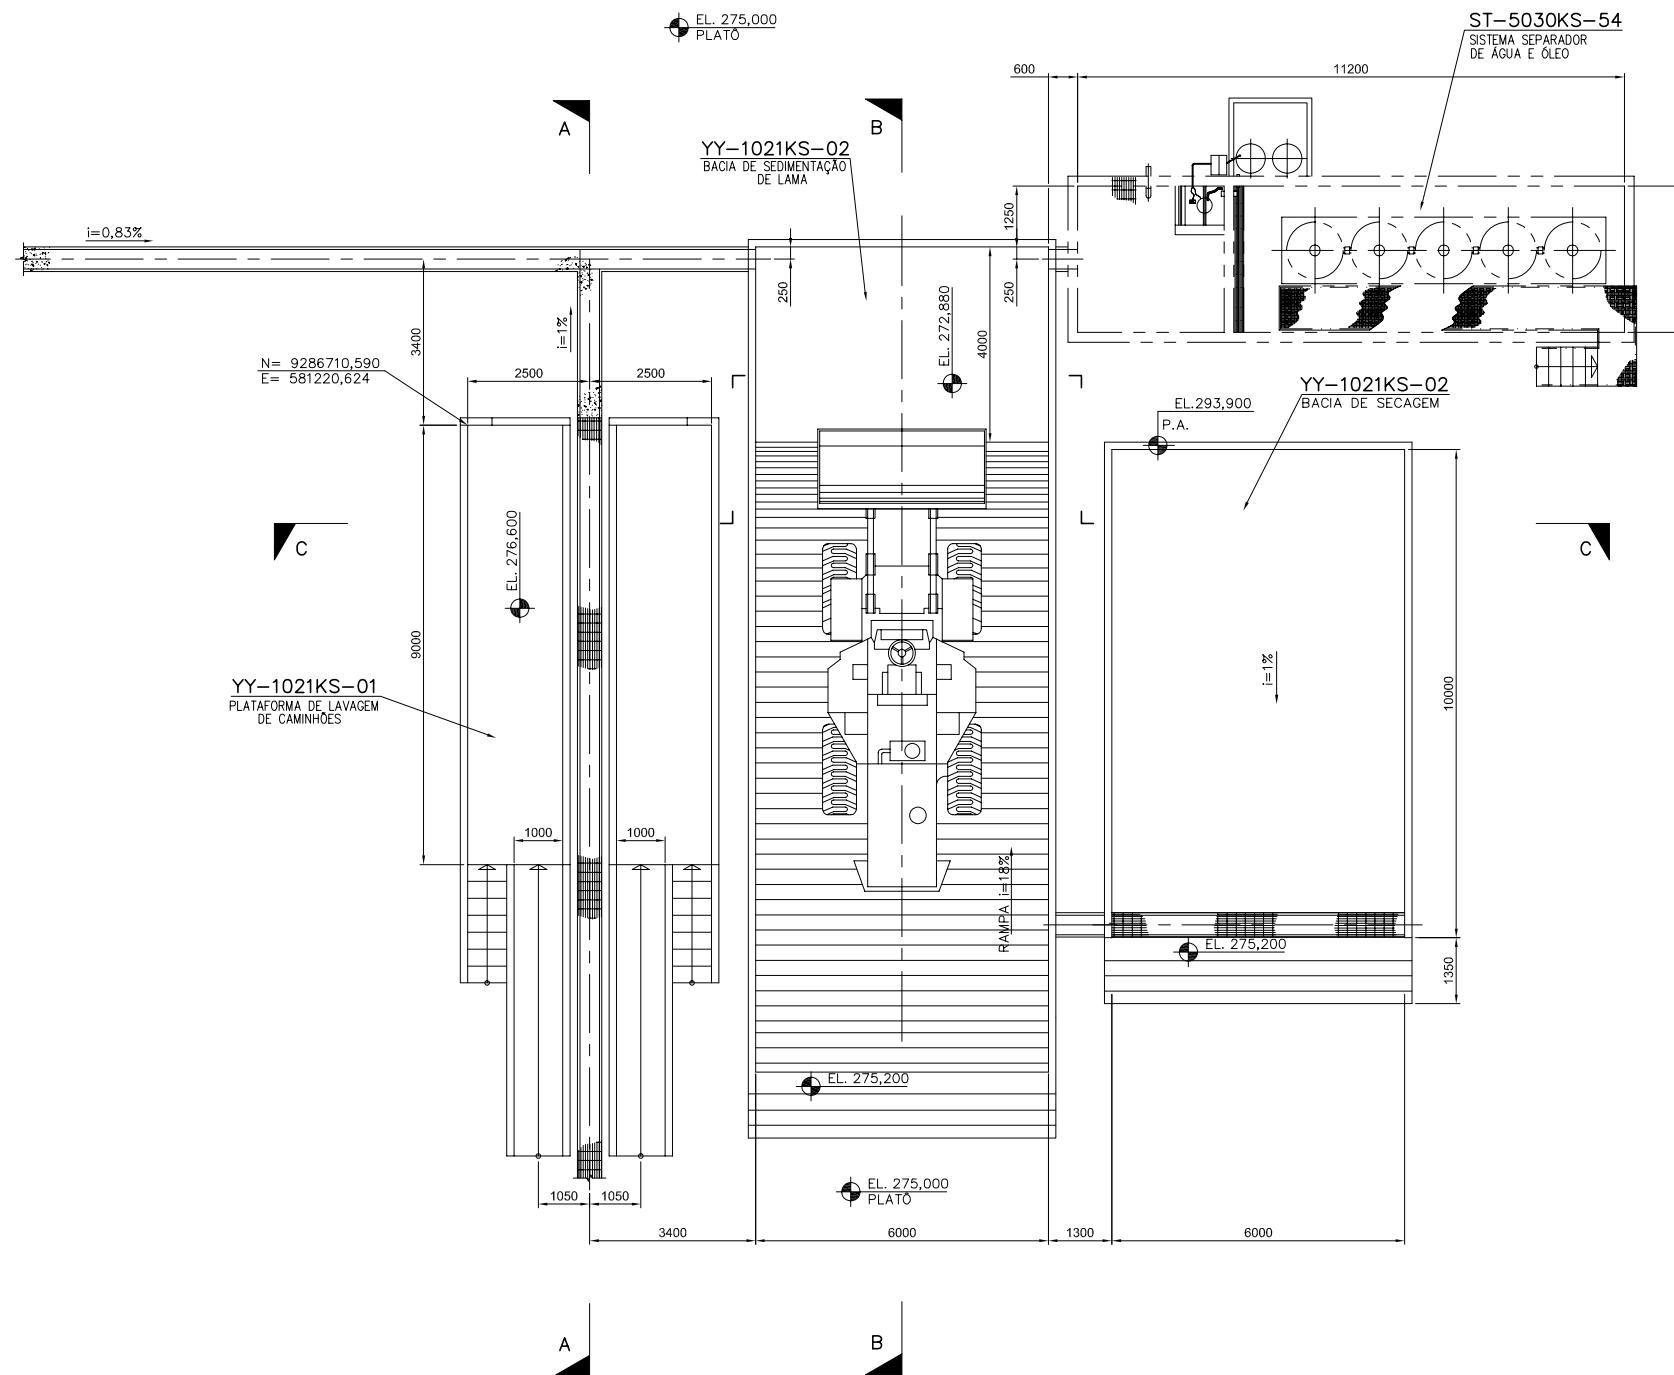 EL. 275,000
PLATÔ
ST-5030KS-54
SISTEMA SEPARADOR
DE ÁGUA E ÓLEO
600
11200
A
B
YY-1021KS-02
BACIA DE SEDIMENTAÇÃO
DE LAMA
1250
i=0,83%
250
250
EL. 272,880
4000
i=1%
3400
N= 9286710,590
E= 581220,624
2500
2500
YY-1021KS-02
BACIA DE SECAGEM
EL.293,900
P.A.
C
C
EL. 276,600
9000
i=1%
10000
YY-1021KS-01
PLATAFORMA DE LAVAGEM
DE CAMINHÕES
1000
1000
RAMPA i=18%
EL. 275,200
1350
EL. 275,200
EL. 275,000
PLATÔ
1050
1050
3400
6000
1300
6000
A
B